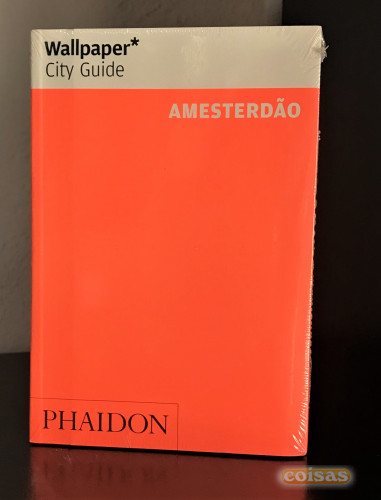 Wallpaper*
City Guide
AMESTERDÃO
PHAIDON
coisas